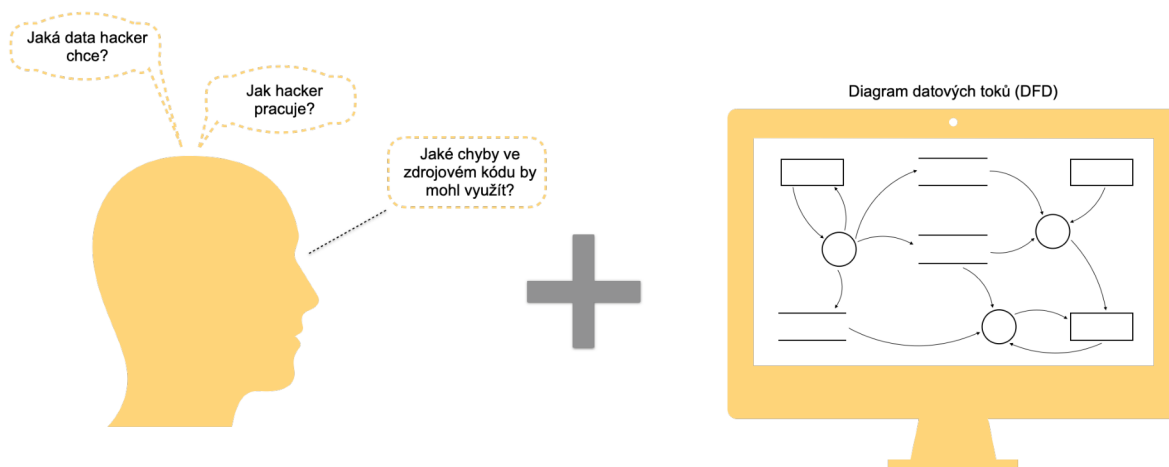 Jaká data hacker
chce?
Jak hacker
pracuje?
Jaké chyby ve
zdrojovém kódu by
mohl využít?
Diagram datových toků (DFD)